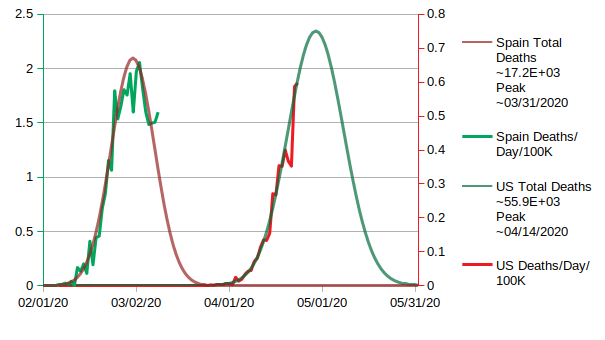 2.5
2
1.5
1
0.5
0
0.8
0.7
0.6
0.5
0.4
0.3
0.2
0.1
0
02/01/20 03/02/20 04/01/20 05/01/20 05/31/20
Spain Total
Deaths
~17.2E+03
Peak
~03/31/2020
Spain Deaths/
Day/100K
US Total Deaths
~55.9E+03
Peak
~04/14/2020
US Deaths/Day/
100K